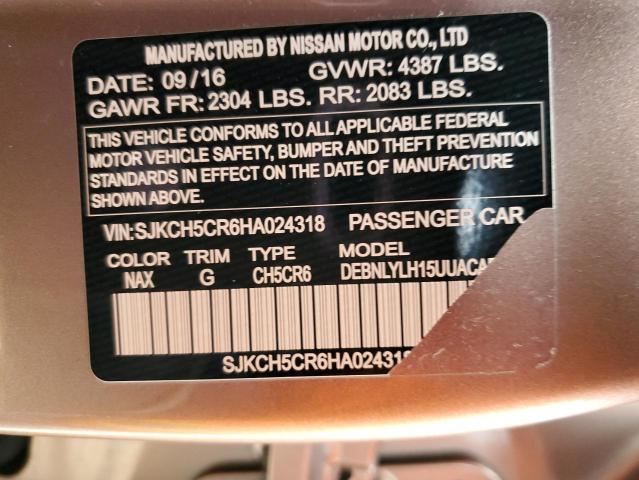 MANUFACTURED BY NISSAN MOTOR CO., LTD
DATE: 09/16 GVWR: 4387 LBS.
GAWR FR: 2304 LBS. RR: 2083 LBS.
THIS VEHICLE CONFORMS TO ALL APPLICABLE FEDERAL
MOTOR VEHICLE SAFETY, BUMPER AND THEFT PREVENTION
STANDARDS IN EFFECT ON THE DATE OF MANUFACTURE
SHOWN ABOVE.
VIN:SJKCH5CR6HA024318 PASSENGER CAR
COLOR TRIM TYPE MODEL
NAX G CH5CR6
SJKCH5CR6HA024318